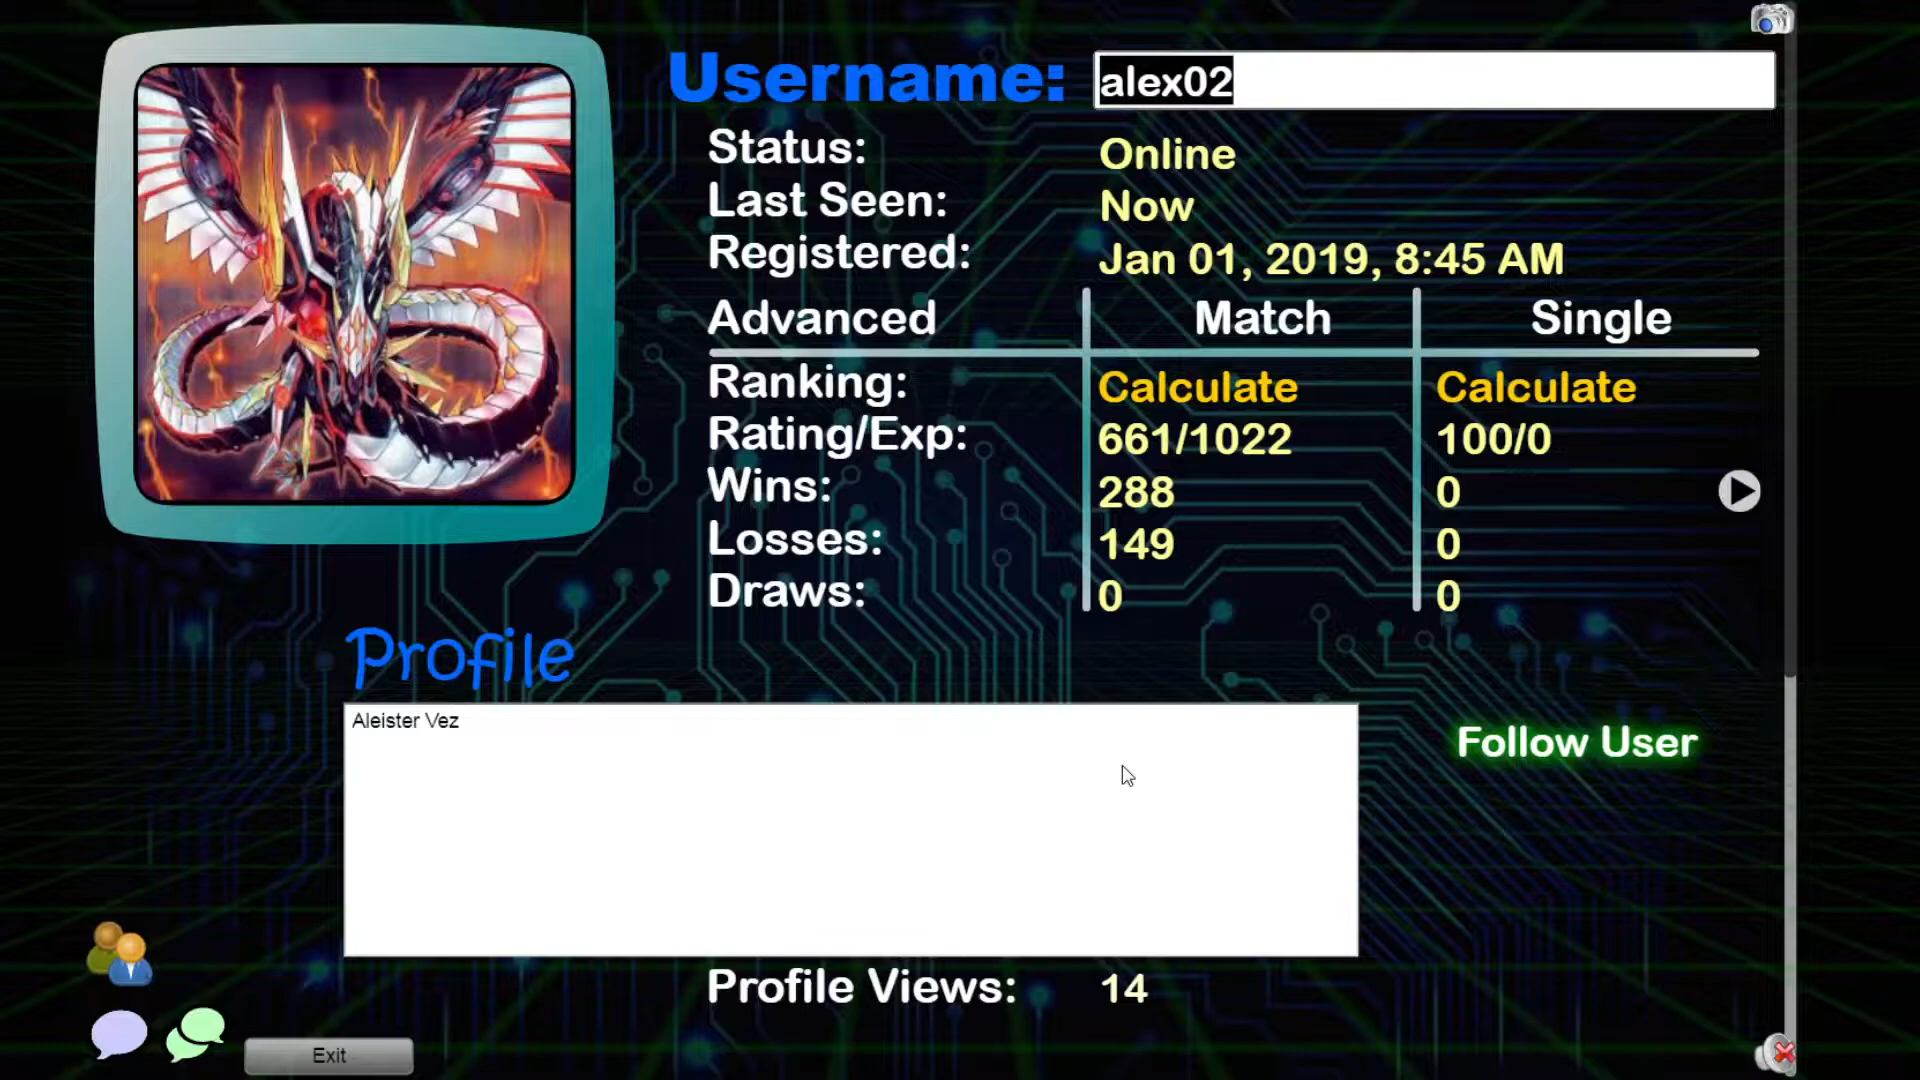 Username: alex02
Status: Online
Last Seen: Now
Registered: Jan 01, 2019, 8:45 AM
Advanced Match Single
Ranking: Calculate Calculate
Rating/Exp: 661/1022 100/0
Wins: 288 0
Losses: 149 0
Draws: 0 0
Profile
Aleister Vez
Follow User
Profile Views: 14
Exit